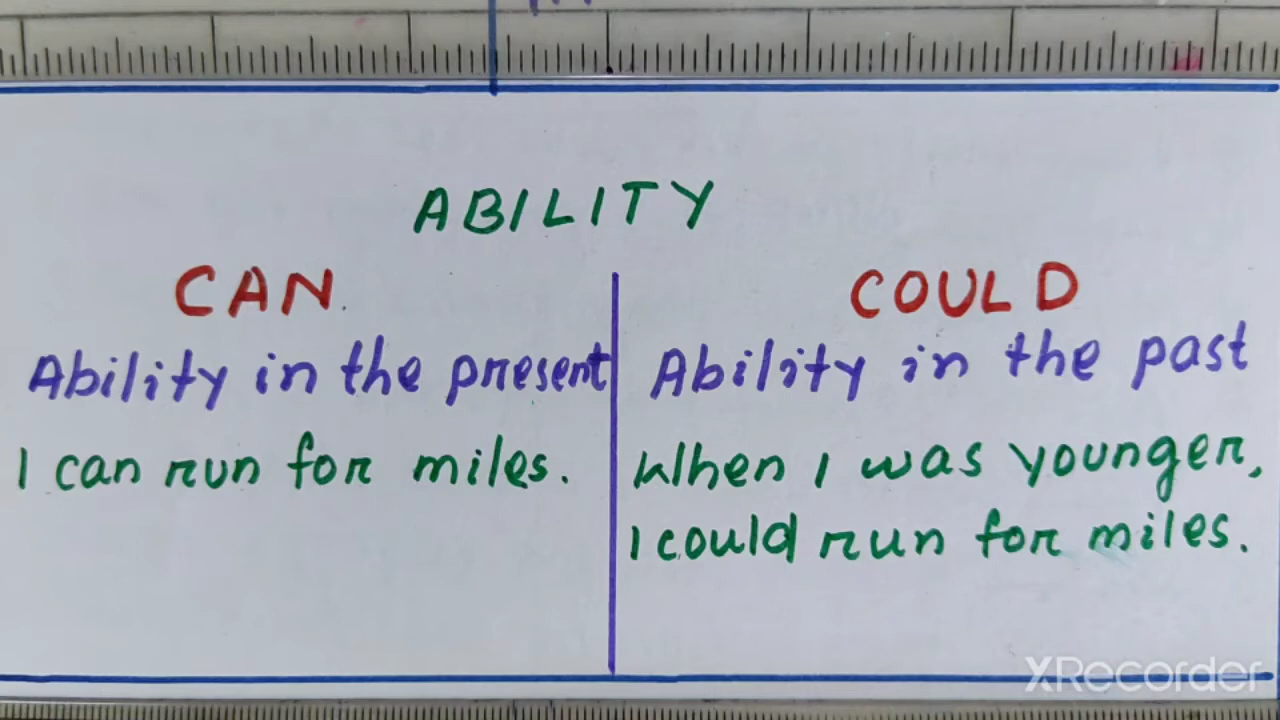 ABILITY
CAN
Ability in the present
I can run for miles.
COULD
Ability in the past
When I was younger,
I could run for miles.
XRecorder